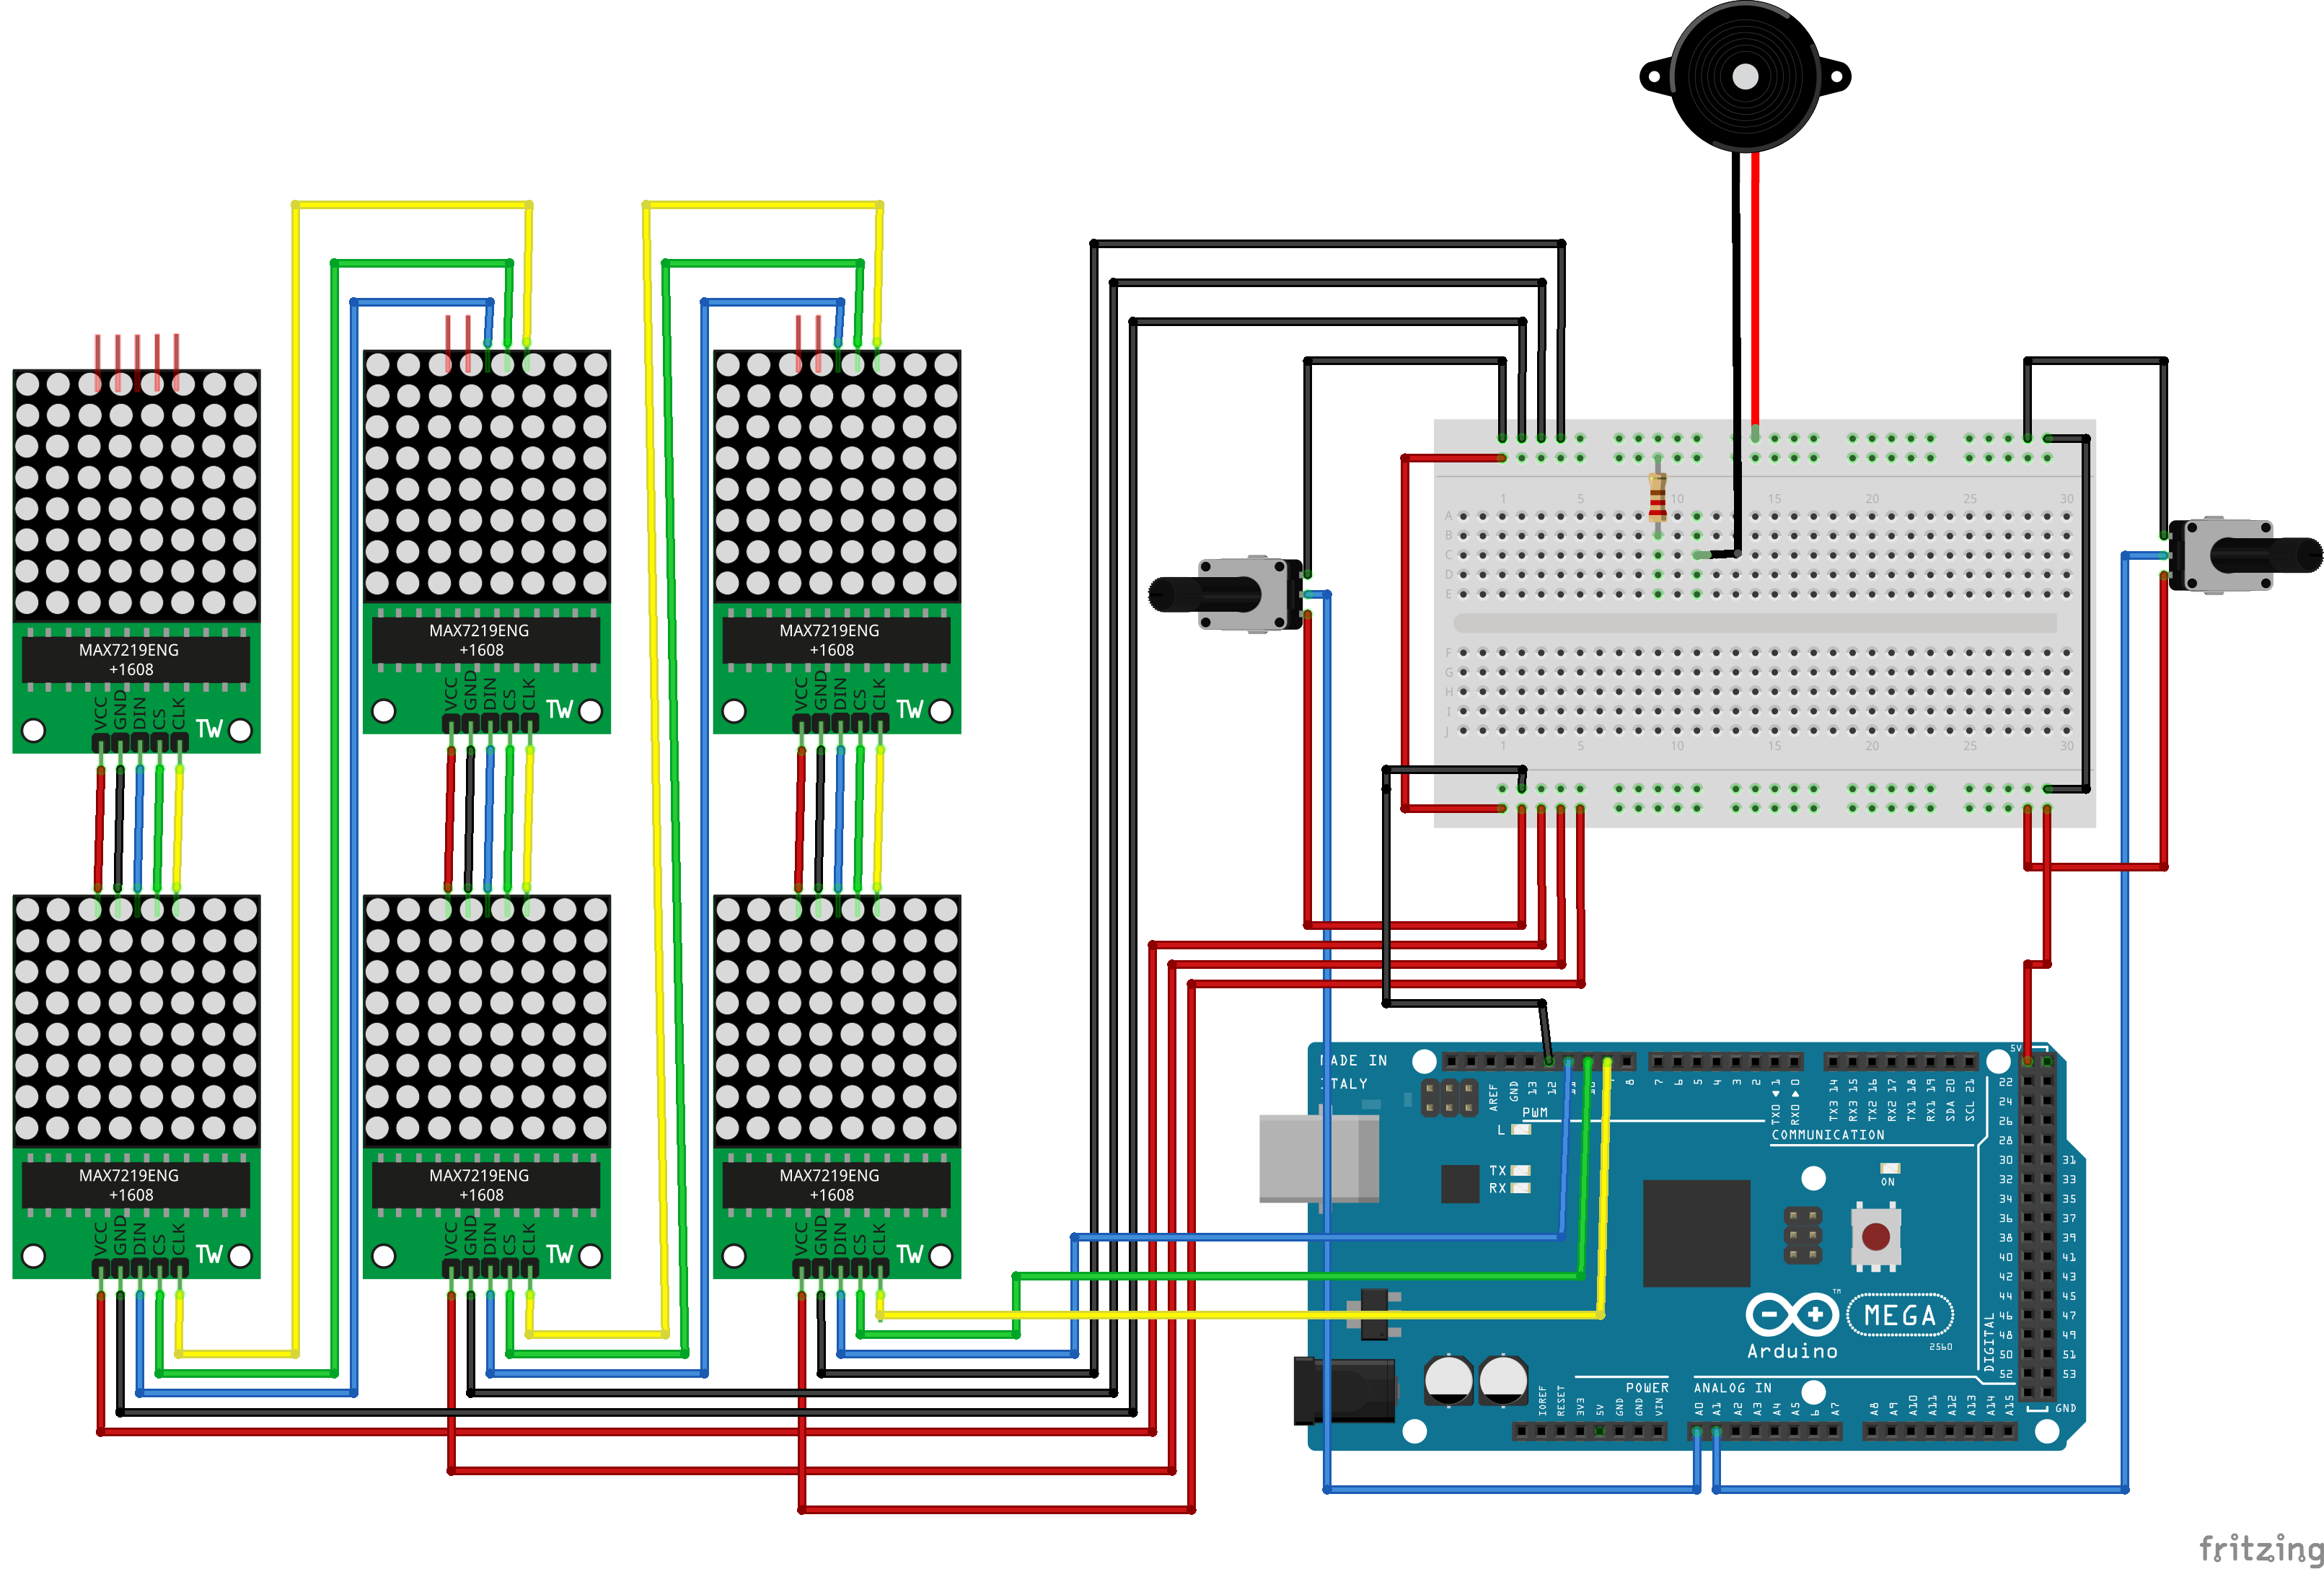 MAX7219ENG
+1608
VCC
GND
DIN
CS
CLK
TW
MAX7219ENG
+1608
VCC
GND
DIN
CS
CLK
TW
MAX7219ENG
+1608
VCC
GND
DIN
CS
CLK
TW
MAX7219ENG
+1608
VCC
GND
DIN
CS
CLK
TW
MAX7219ENG
+1608
VCC
GND
DIN
CS
CLK
TW
MAX7219ENG
+1608
VCC
GND
DIN
CS
CLK
TW
1 5 10 15 20 25 30
A
B
C
D
E
F
G
H
I
J
1 5 10 15 20 25 30
MADE IN
ITALY
AREF
GND
13
12
8
7
6
5
4
3
2
TX0 1
RX0 0
TX3 14
RX3 15
TX2 16
RX2 17
TX1 18
RX1 19
SDA 20
SCL 21
PWM
COMMUNICATION
L
TX
RX
ON
5V
22
24
26
28
30 31
32 33
34 35
36 37
38 39
40 41
42 43
44 45
46 47
48 49
50 51
52 53
GND
DIGITAL
TM
MEGA
2560
Arduino
POWER
ANALOG IN
IOREF
RESET
3V3
5V
GND
GND
VIN
A0
A1
A2
A3
A4
A5
6
A7
A8
A9
A10
A11
A12
A13
A14
A15
fritzing